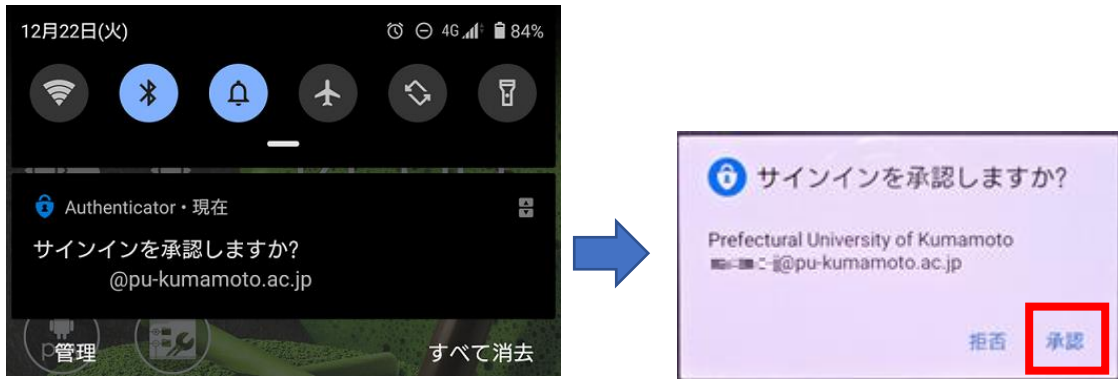 12月22日(火)
4G 84%
Authenticator・現在
サインインを承認しますか?
@pu-kumamoto.ac.jp
管理
すべて消去
サインインを承認しますか?
Prefectural University of Kumamoto
@pu-kumamoto.ac.jp
拒否 承認